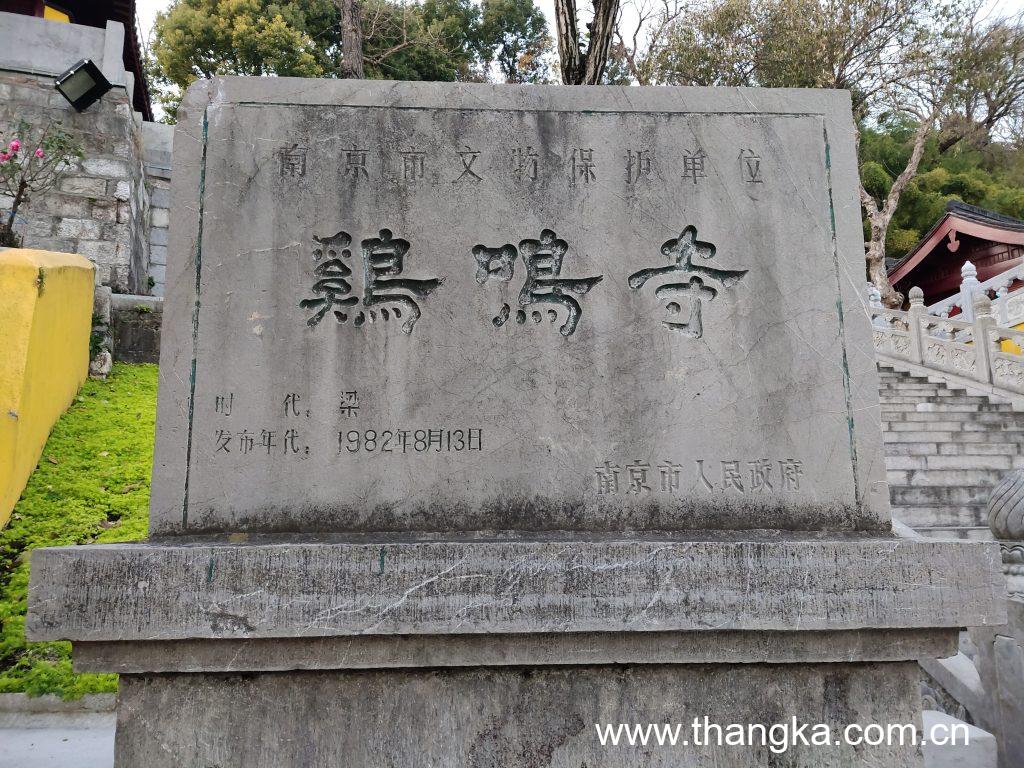 南京市文物保护单位
鷄鳴寺
时 代：梁
发布年代：1982年8月13日
南京市人民政府
www.thangka.com.cn